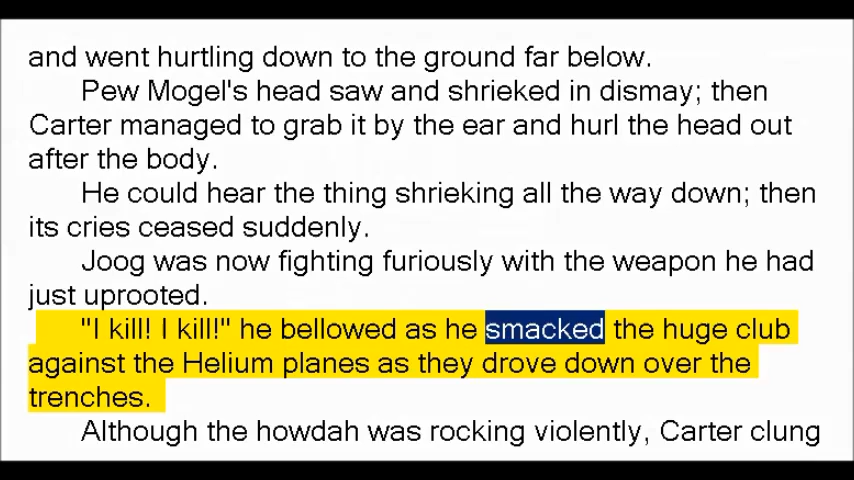 and went hurtling down to the ground far below.
Pew Mogel's head saw and shrieked in dismay; then
Carter managed to grab it by the ear and hurl the head out
after the body.
He could hear the thing shrieking all the way down; then
its cries ceased suddenly.
Joog was now fighting furiously with the weapon he had
just uprooted.
"I kill! I kill!" he bellowed as he smacked the huge club
against the Helium planes as they drove down over the
trenches.
Although the howdah was rocking violently, Carter clung